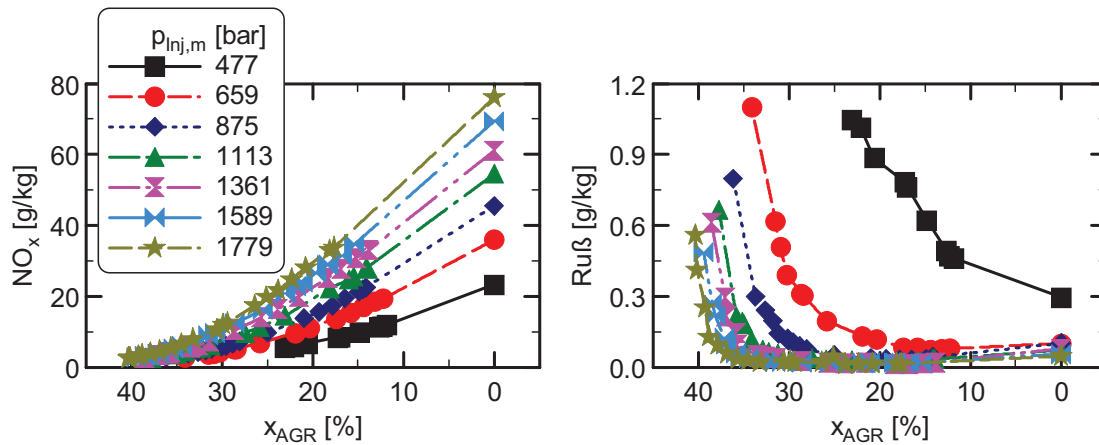 p_Inj,m [bar]
477
659
875
1113
1361
1589
1779
80
60
40
20
0
NOx [g/kg]
40 30 20 10 0
xAGR [%]
1.2
0.9
0.6
0.3
0.0
Ruß [g/kg]
40 30 20 10 0
xAGR [%]